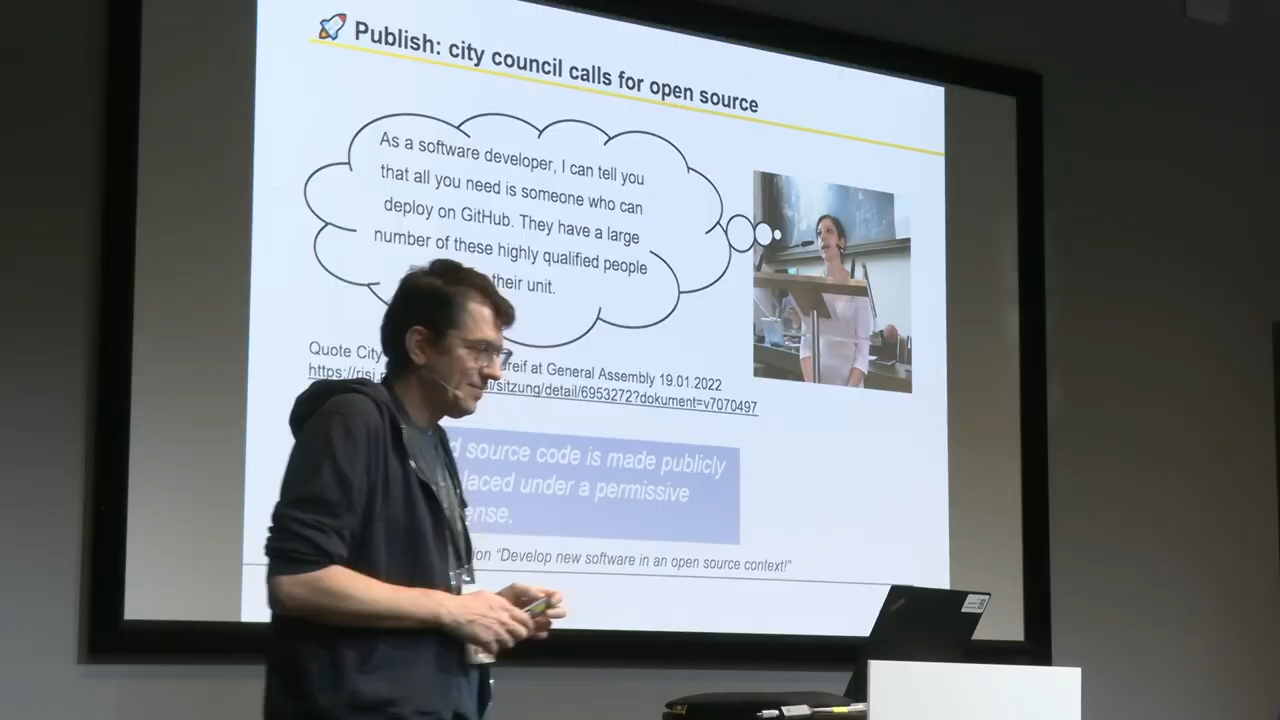 Publish: city council calls for open source
As a software developer, I can tell you
that all you need is someone who can
deploy on GitHub. They have a large
number of these highly qualified people
their unit.
Quote City reif at General Assembly 19.01.2022
https://risi /sitzung/detail/6953272?dokument=v7070497
source code is made publicly
laced under a permissive
ense.
ion “Develop new software in an open source context!”